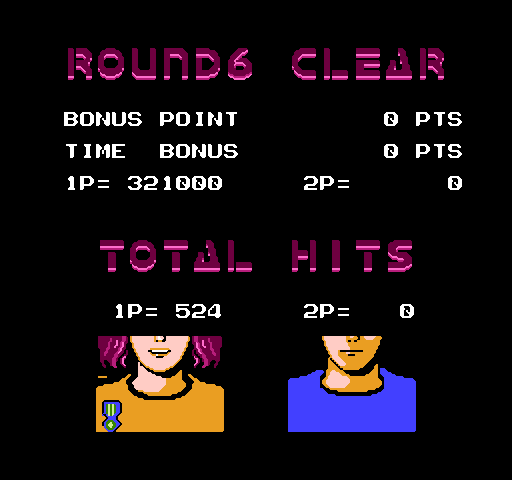 ROUND6 CLEAR
BONUS POINT 0 PTS
TIME BONUS 0 PTS
1P= 321000 2P= 0
TOTAL HITS
1P= 524 2P= 0